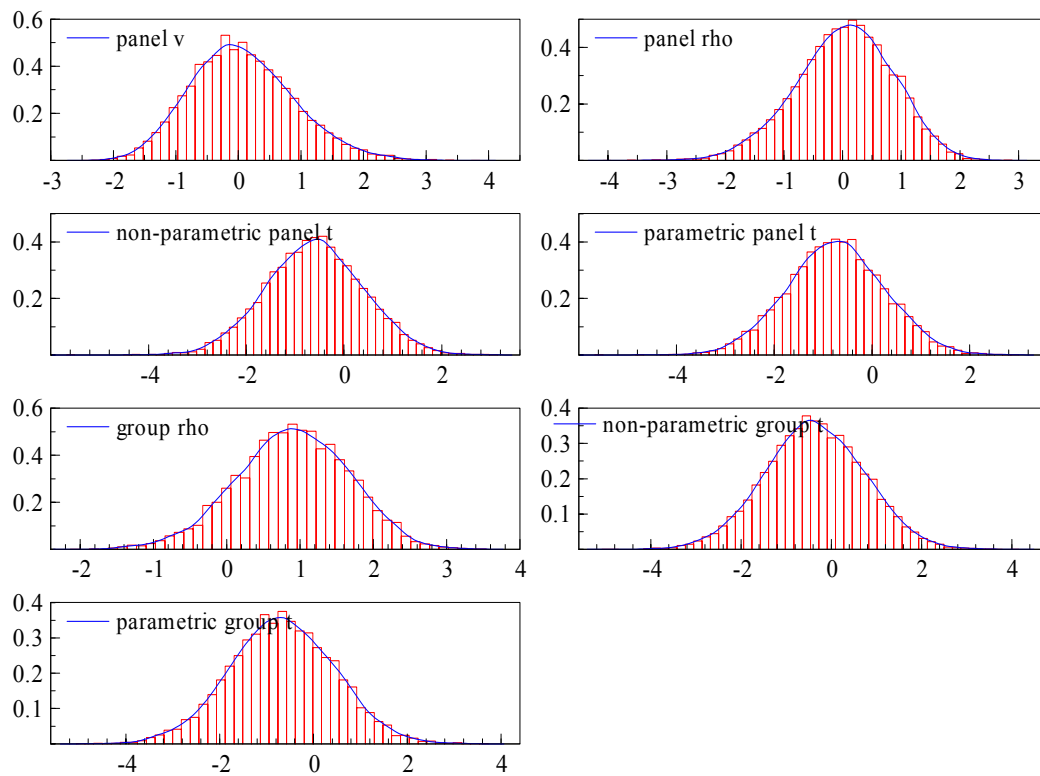 0.6
panel v
panel rho
0.4
0.4
0.2
0.2
-3 -2 -1 0 1 2 3 4
-4 -3 -2 -1 0 1 2 3
non-parametric panel t
parametric panel t
0.4
0.4
0.2
0.2
-4 -2 0 2
-4 -2 0 2
0.6
group rho
0.4
non-parametric group t
0.4
0.3
0.2
0.2
0.1
-2 -1 0 1 2 3 4
-4 -2 0 2 4
0.4
parametric group t
0.3
0.2
0.1
-4 -2 0 2 4